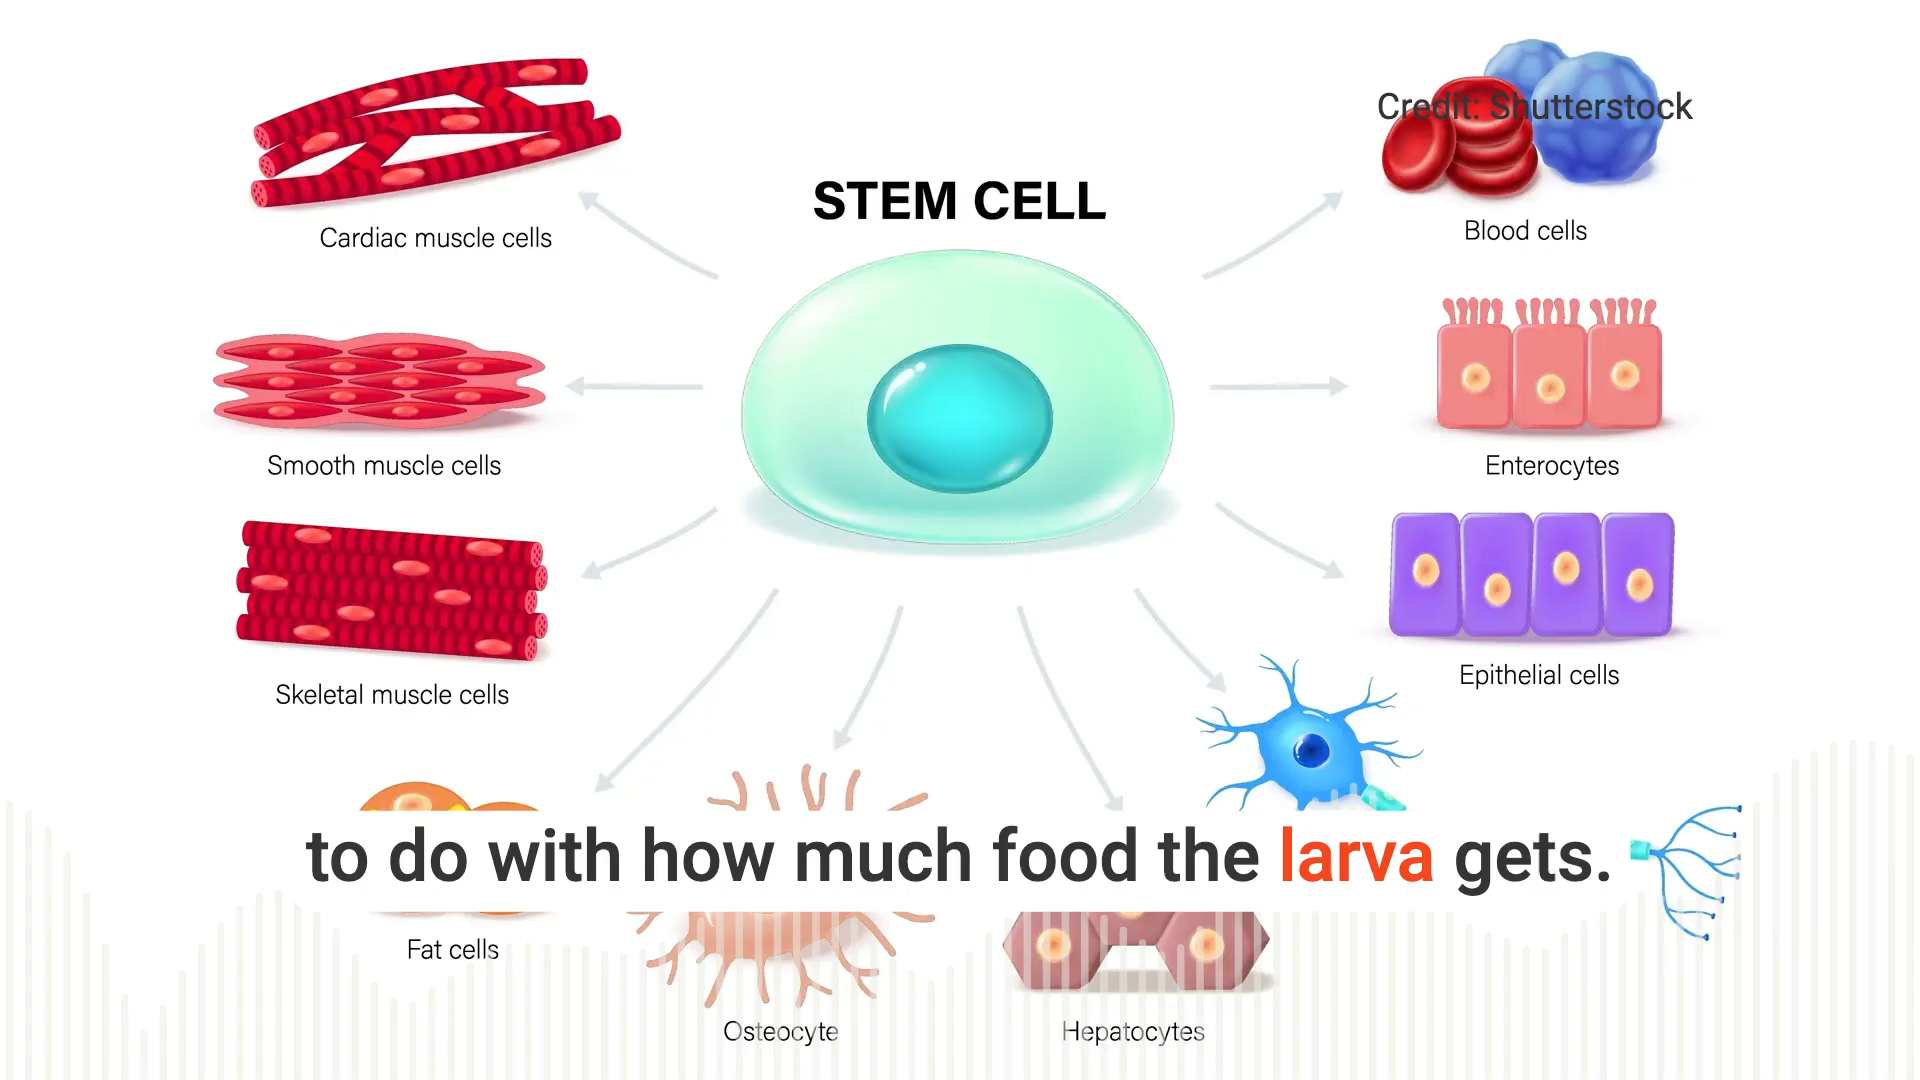 Credit: Shutterstock
STEM CELL
Cardiac muscle cells
Blood cells
Smooth muscle cells
Enterocytes
Skeletal muscle cells
Epithelial cells
to do with how much food the larva gets.
Fat cells
Osteocyte
Hepatocytes